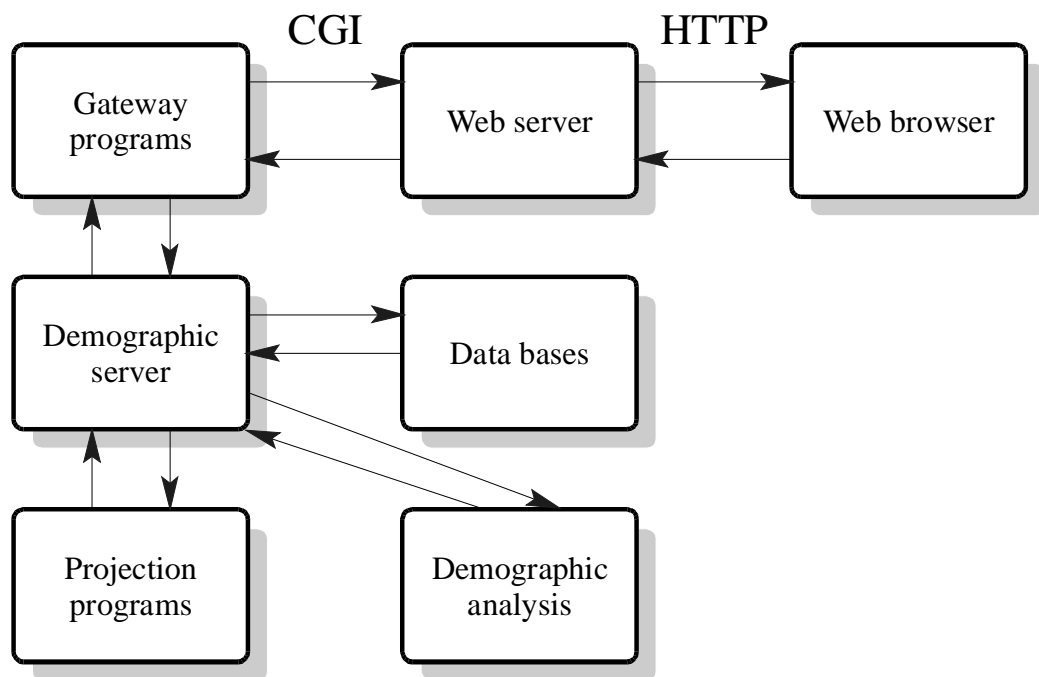 CGI
HTTP
Gateway
programs
Web server
Web browser
Demographic
server
Data bases
Projection
programs
Demographic
analysis